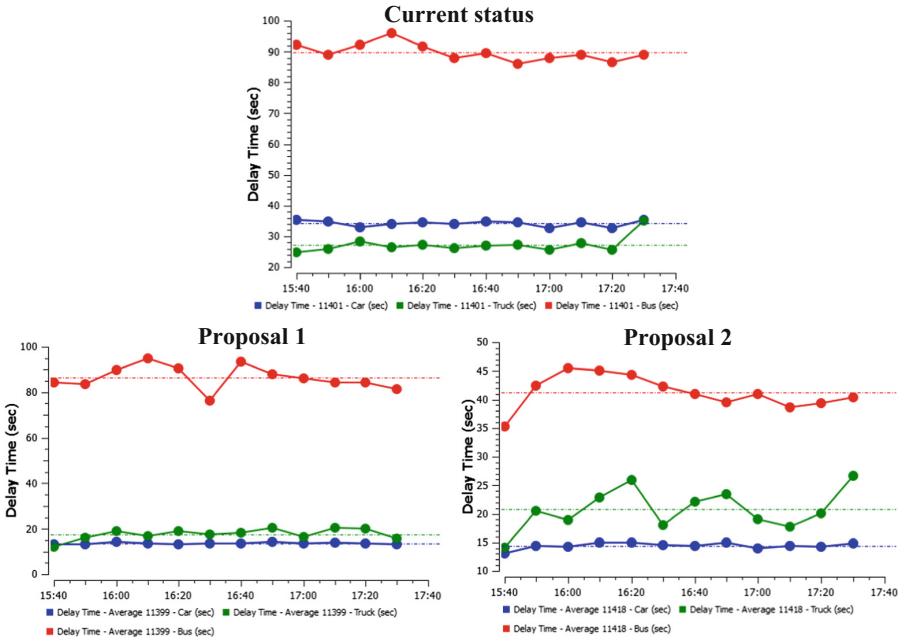 Current status
100
90
80
70
60
50
40
30
20
Delay Time (sec)
15:40 16:00 16:20 16:40 17:00 17:20 17:40
Delay Time - 11401 - Car (sec) Delay Time - 11401 - Truck (sec) Delay Time - 11401 - Bus (sec)
Proposal 1
100
80
60
40
20
0
Delay Time (sec)
15:40 16:00 16:20 16:40 17:00 17:20 17:40
Delay Time - Average 11399 - Car (sec) Delay Time - Average 11399 - Truck (sec)
Delay Time - Average 11399 - Bus (sec)
Proposal 2
50
45
40
35
30
25
20
15
10
Delay Time (sec)
15:40 16:00 16:20 16:40 17:00 17:20 17:40
Delay Time - Average 11418 - Car (sec) Delay Time - Average 11418 - Truck (sec)
Delay Time - Average 11418 - Bus (sec)